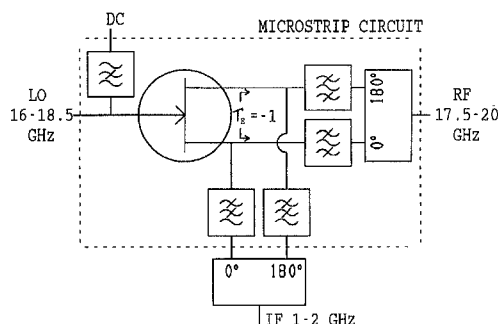 DC
MICROSTRIP CIRCUIT
LO
16-18.5
GHz
Γ_E=-1
180°
0°
RF
17.5-20
GHz
0° 180°
IF 1-2 GHz